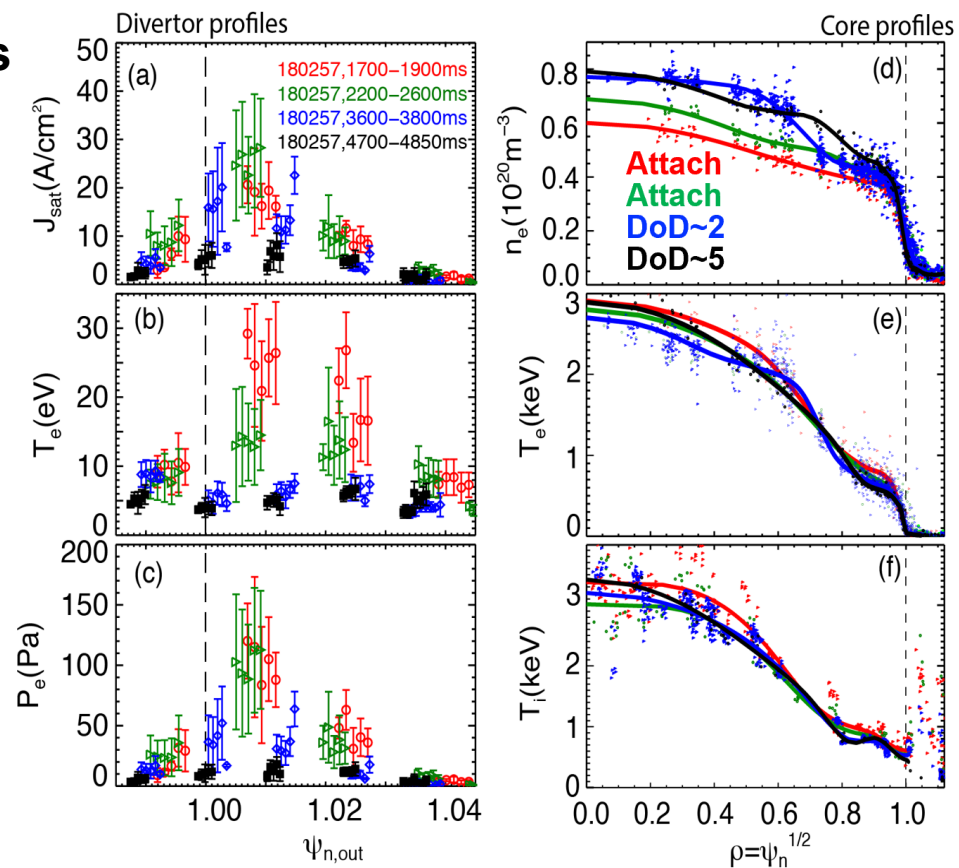 s
Divertor profiles
Core profiles
(a)
180257,1700−1900ms
180257,2200−2600ms
180257,3600−3800ms
180257,4700−4850ms
J_sat(A/cm²)
50
40
30
20
10
0
(b)
T_e(eV)
30
20
10
0
(c)
P_e(Pa)
200
150
100
50
0
1.00 1.02 1.04
ψ_n,out
(d)
Attach
Attach
DoD~2
DoD~5
n_e(10²⁰m⁻³)
0.8
0.6
0.4
0.2
0.0
(e)
T_e(keV)
3
2
1
0
(f)
T_i(keV)
3
2
1
0
0.0 0.2 0.4 0.6 0.8 1.0
ρ=ψ_n^1/2